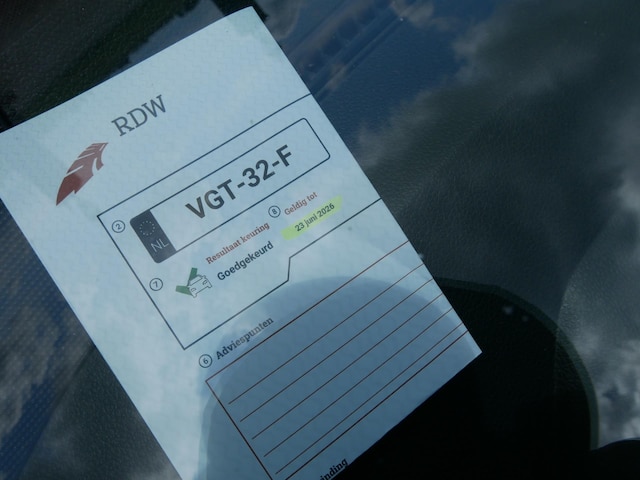 RDW
2
NL
VGT-32-F
7
Resultaat keuring
Goedgekeurd
8
Geldig tot
23 juni 2026
6
Adviespunten